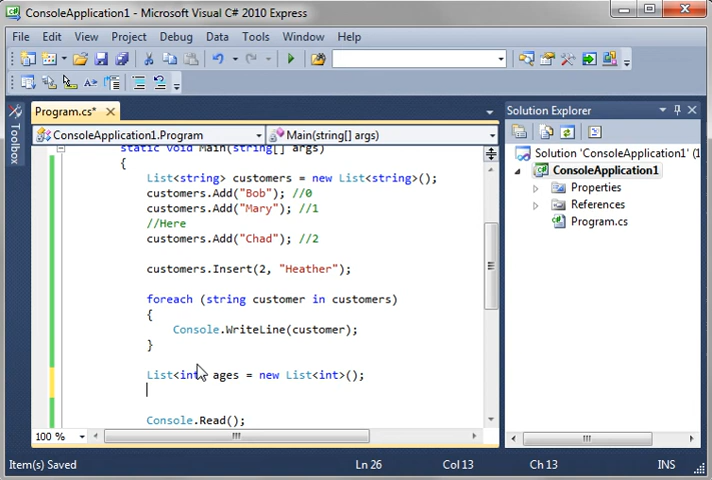 ConsoleApplication1 - Microsoft Visual C# 2010 Express
File Edit View Project Debug Data Tools Window Help
Program.cs* Solution Explorer
ConsoleApplication1.Program Main(string[] args)
Toolbox
static void Main(string[] args)
{
List<string> customers = new List<string>();
customers.Add("Bob"); //0
customers.Add("Mary"); //1
//Here
customers.Add("Chad"); //2
customers.Insert(2, "Heather");
foreach (string customer in customers)
{
Console.WriteLine(customer);
}
List<int> ages = new List<int>();
Console.Read();
Solution 'ConsoleApplication1' (1
ConsoleApplication1
Properties
References
Program.cs
100 %
Item(s) Saved Ln 26 Col 13 Ch 13 INS